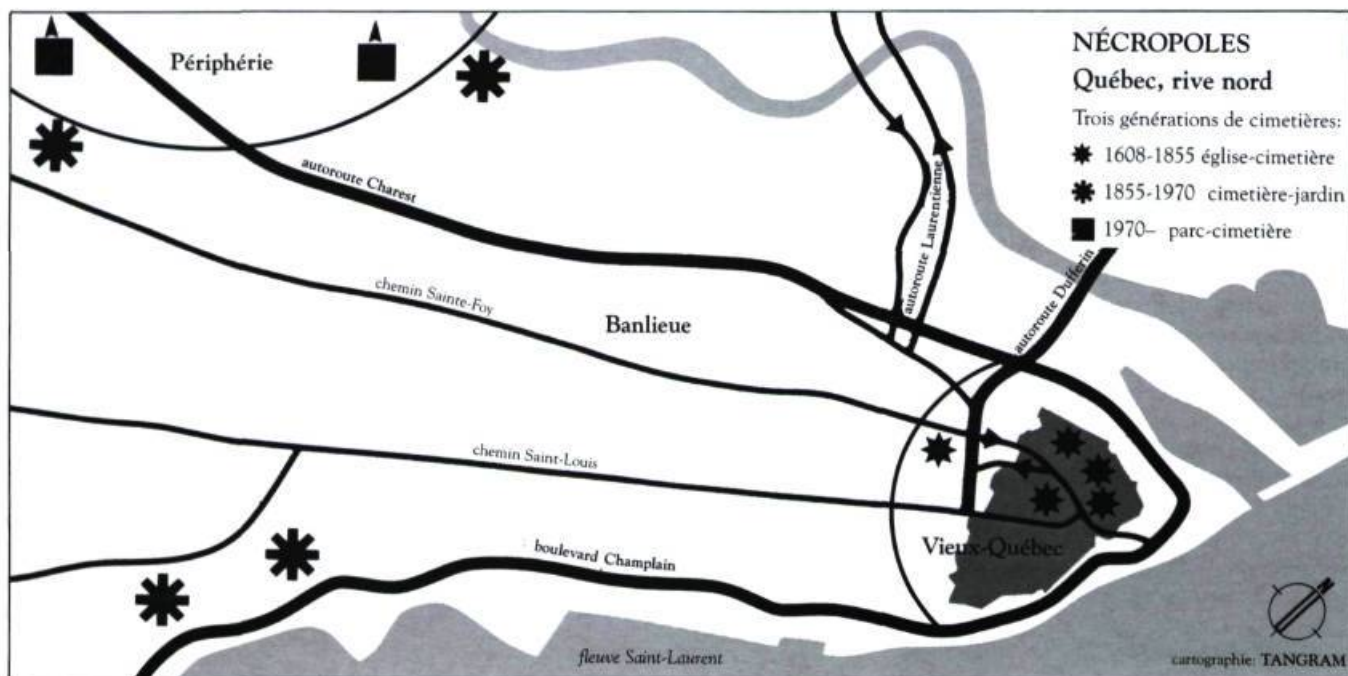 NÉCROPOLES
Québec, rive nord
Trois générations de cimetières:
1608-1855 église-cimetière
1855-1970 cimetière-jardin
1970– parc-cimetière
Périphérie
autoroute Charest
autoroute Laurentienne
autoroute Dufferin
chemin Sainte-Foy
Banlieue
chemin Saint-Louis
Vieux-Québec
boulevard Champlain
fleuve Saint-Laurent
N
cartographie: TANGRAM